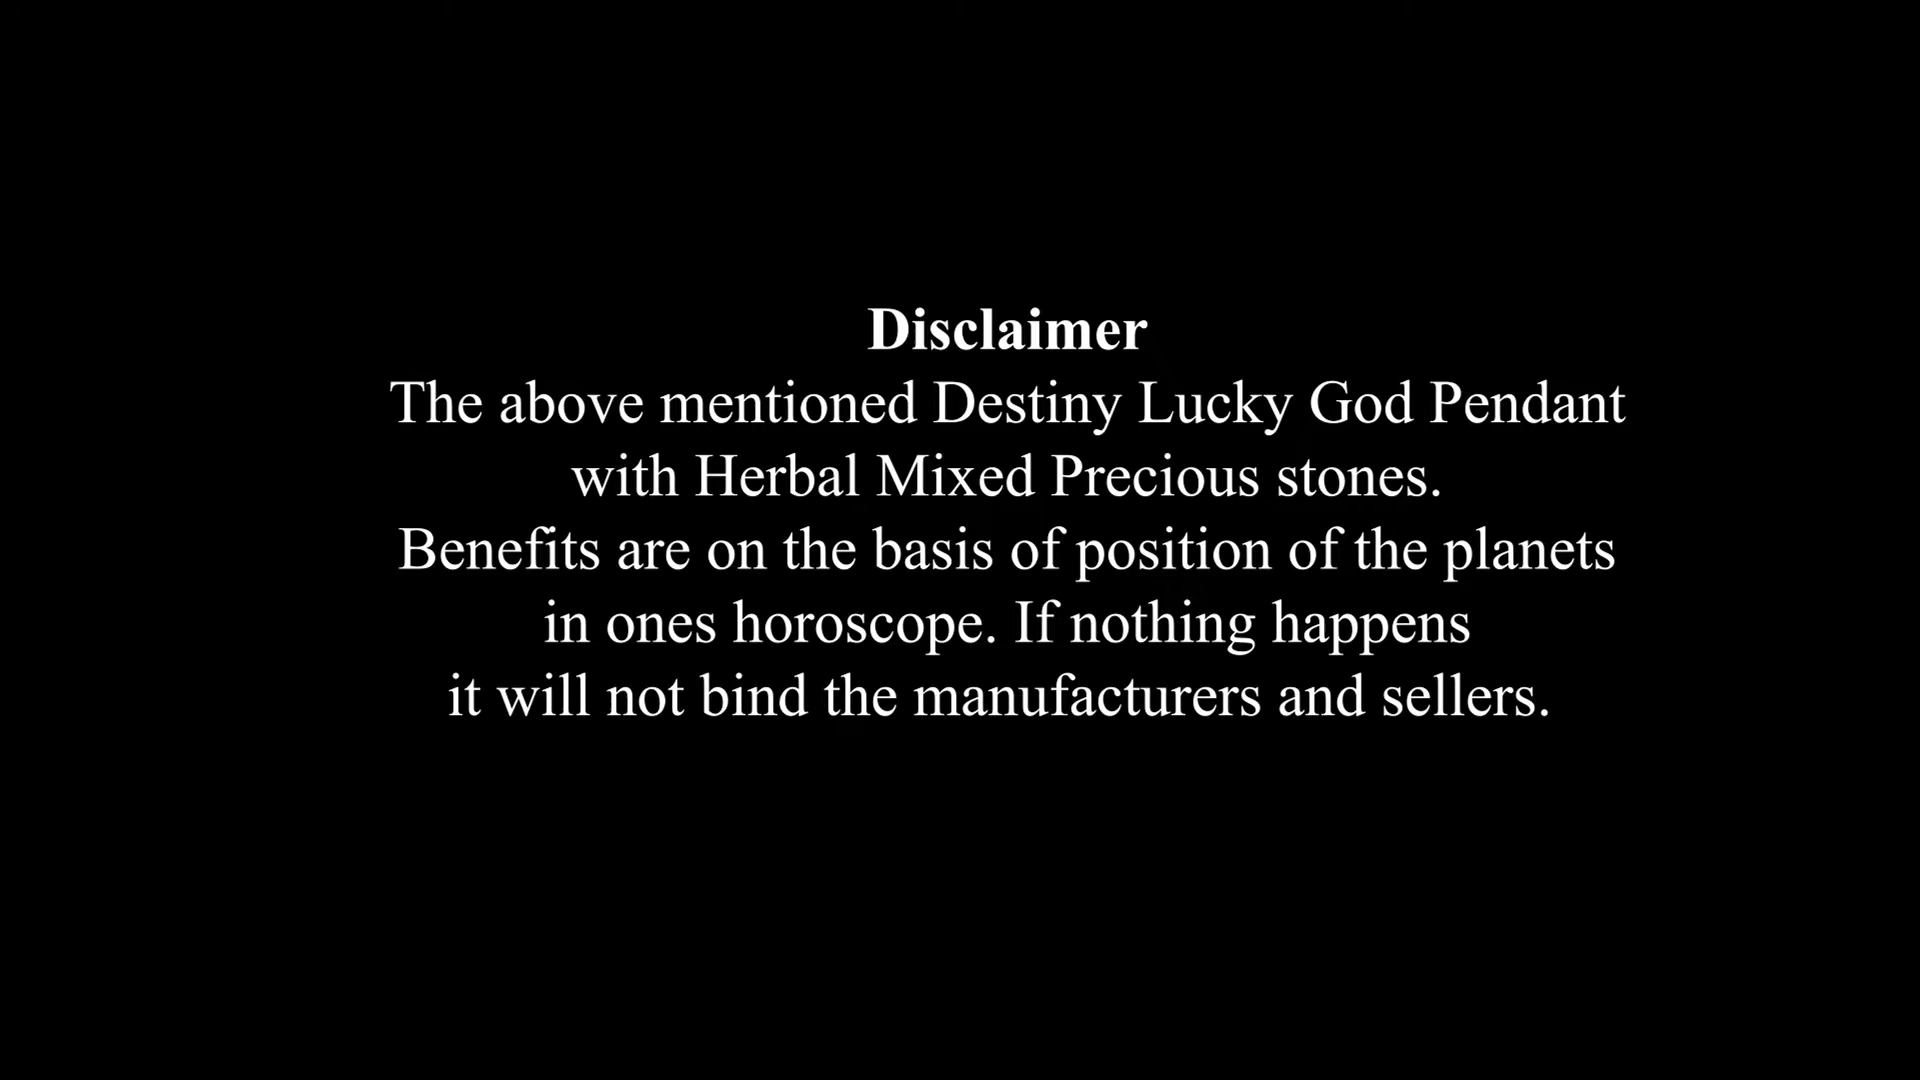 Disclaimer
The above mentioned Destiny Lucky God Pendant
with Herbal Mixed Precious stones.
Benefits are on the basis of position of the planets
in ones horoscope. If nothing happens
it will not bind the manufacturers and sellers.